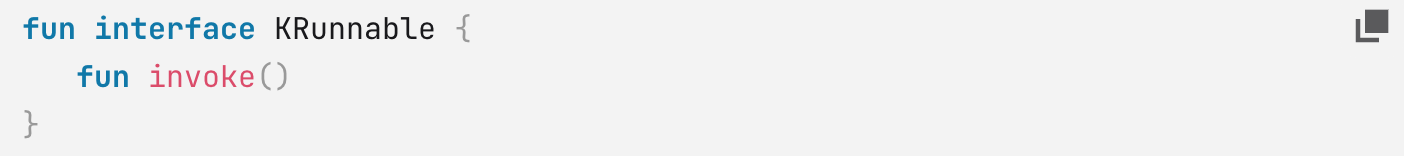 fun interface KRunnable {
   fun invoke()
}